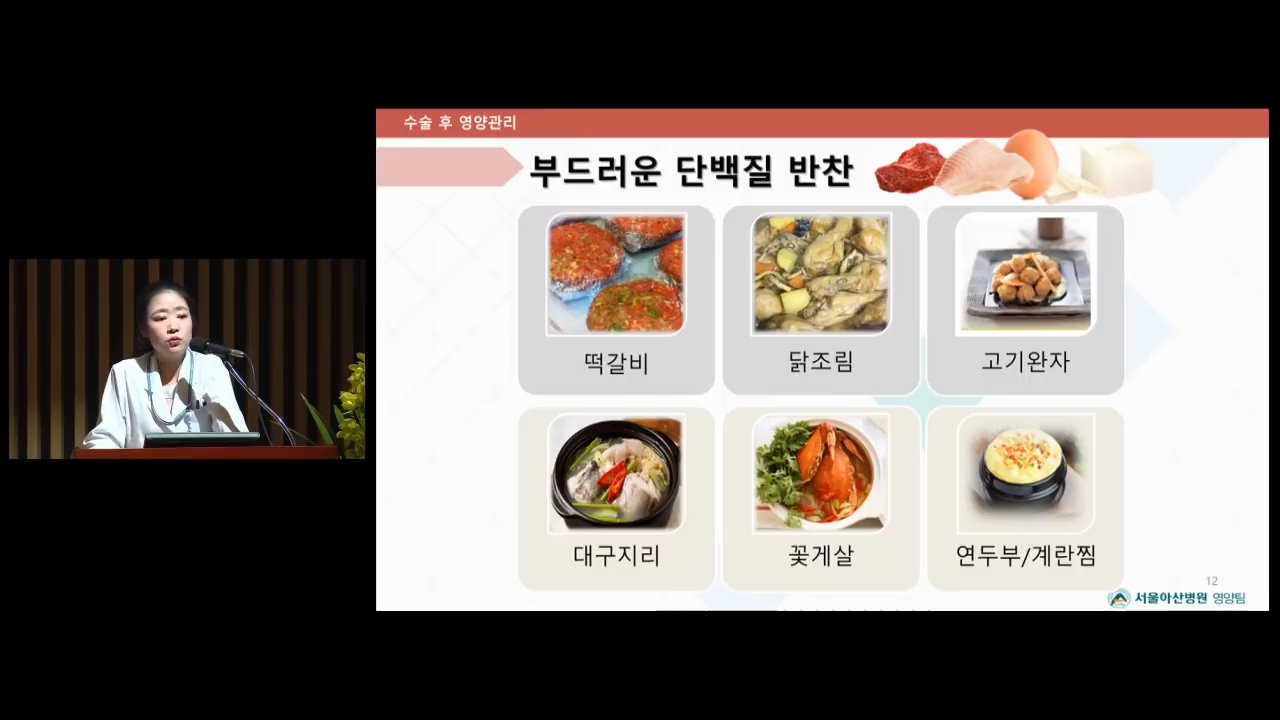 수술 후 영양관리
부드러운 단백질 반찬
떡갈비
닭조림
고기완자
대구지리
꽃게살
연두부/계란찜
12
서울아산병원 영양팀